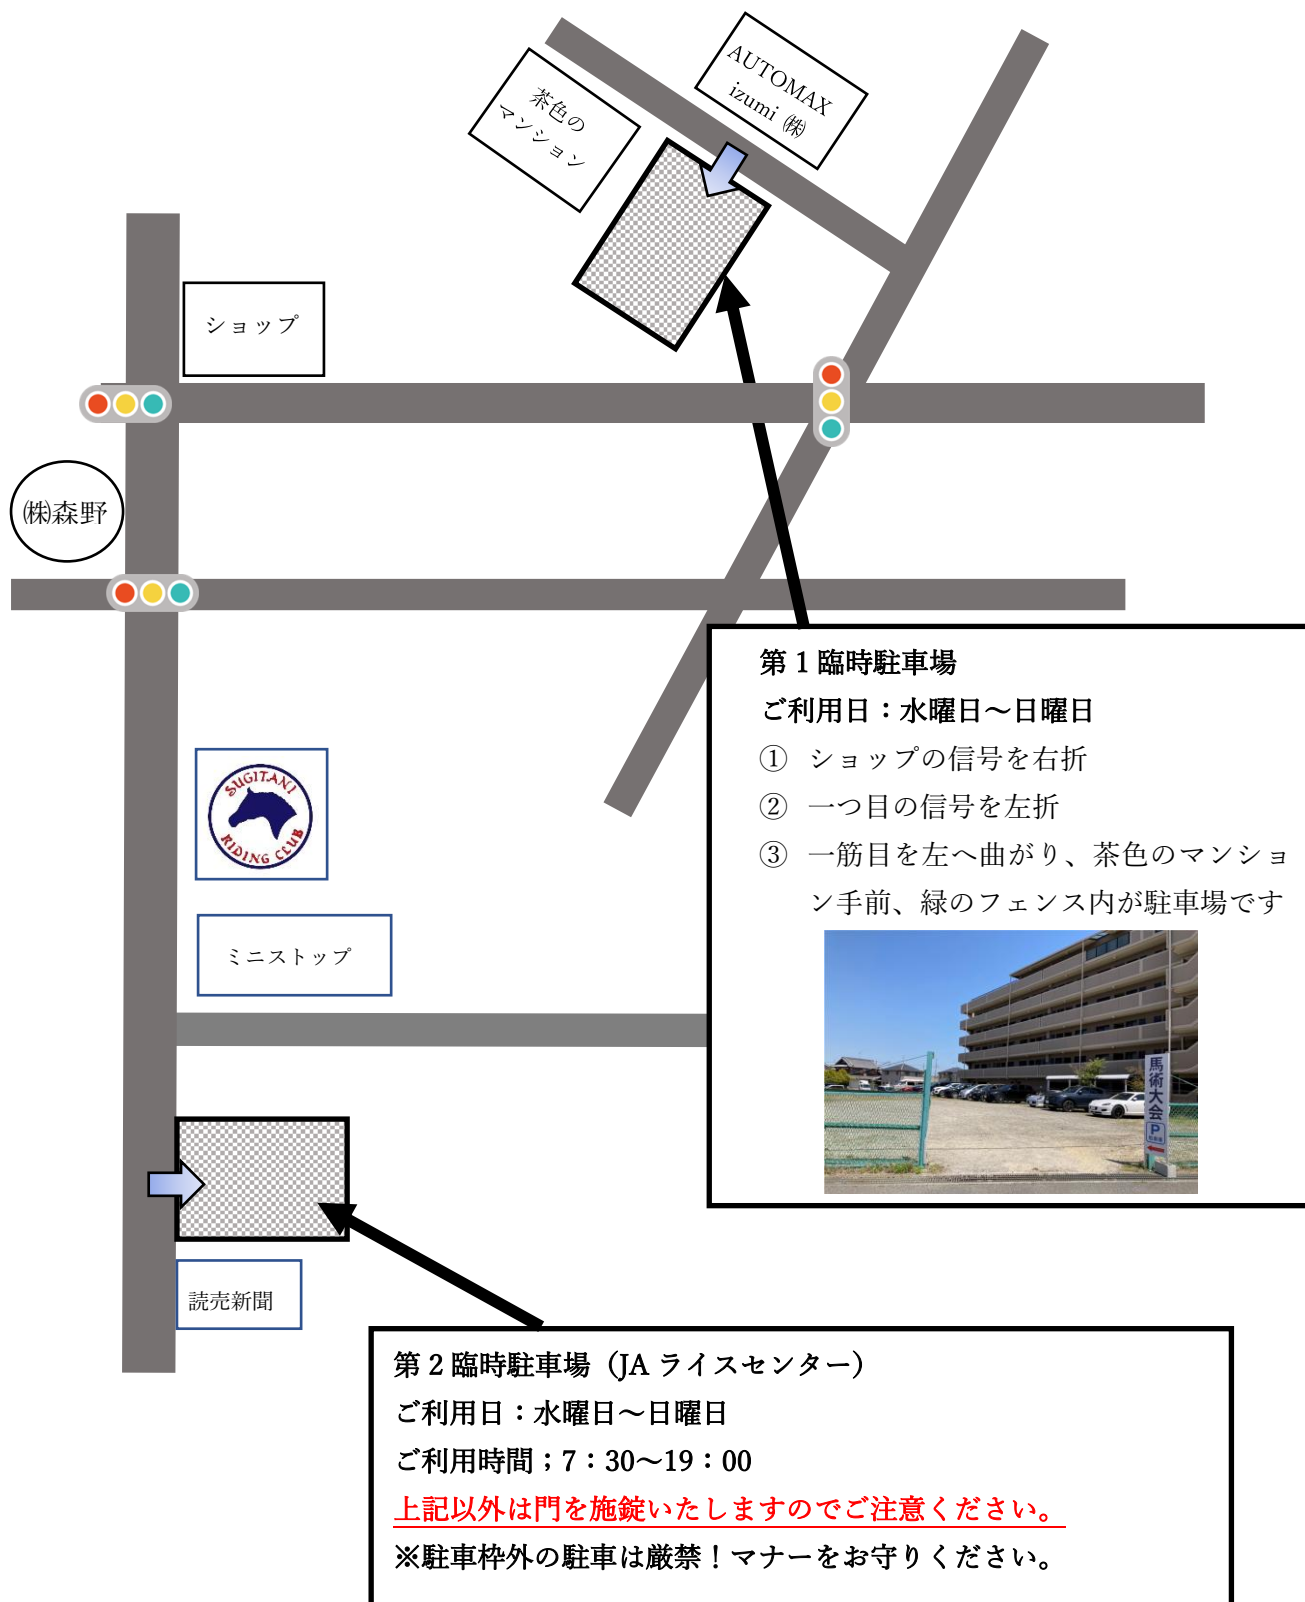 AUTOMAX
izumi ㈱
茶色の
マンション
ショップ
㈱森野
第1臨時駐車場
ご利用日：水曜日～日曜日
① ショップの信号を右折
② 一つ目の信号を左折
③ 一筋目を左へ曲がり、茶色のマンショ
ン手前、緑のフェンス内が駐車場です
SUGITANI
RIDING CLUB
ミニストップ
馬術大会
P
読売新聞
第2臨時駐車場（JAライスセンター）
ご利用日：水曜日～日曜日
ご利用時間；7：30～19：00
上記以外は門を施錠いたしますのでご注意ください。
※駐車枠外の駐車は厳禁！マナーをお守りください。